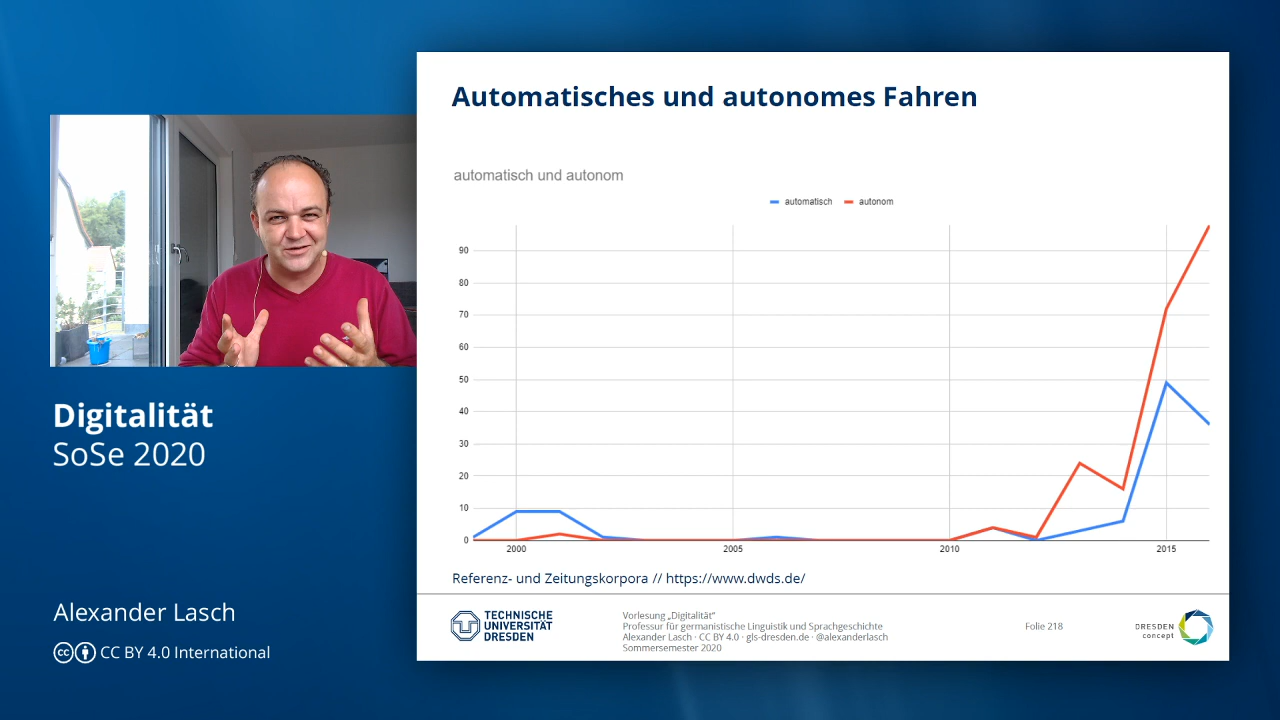 Automatisches und autonomes Fahren
automatisch und autonom
automatisch autonom
90
80
70
60
50
40
30
20
10
0
2000 2005 2010 2015
Referenz- und Zeitungskorpora // https://www.dwds.de/
Digitalität
SoSe 2020
Alexander Lasch
cc CC BY 4.0 International
TECHNISCHE
UNIVERSITÄT
DRESDEN
Vorlesung „Digitalität“
Professur für germanistische Linguistik und Sprachgeschichte
Alexander Lasch · CC BY 4.0 · gls-dresden.de · @alexanderlasch
Sommersemester 2020
Folie 218
DRESDEN
concept